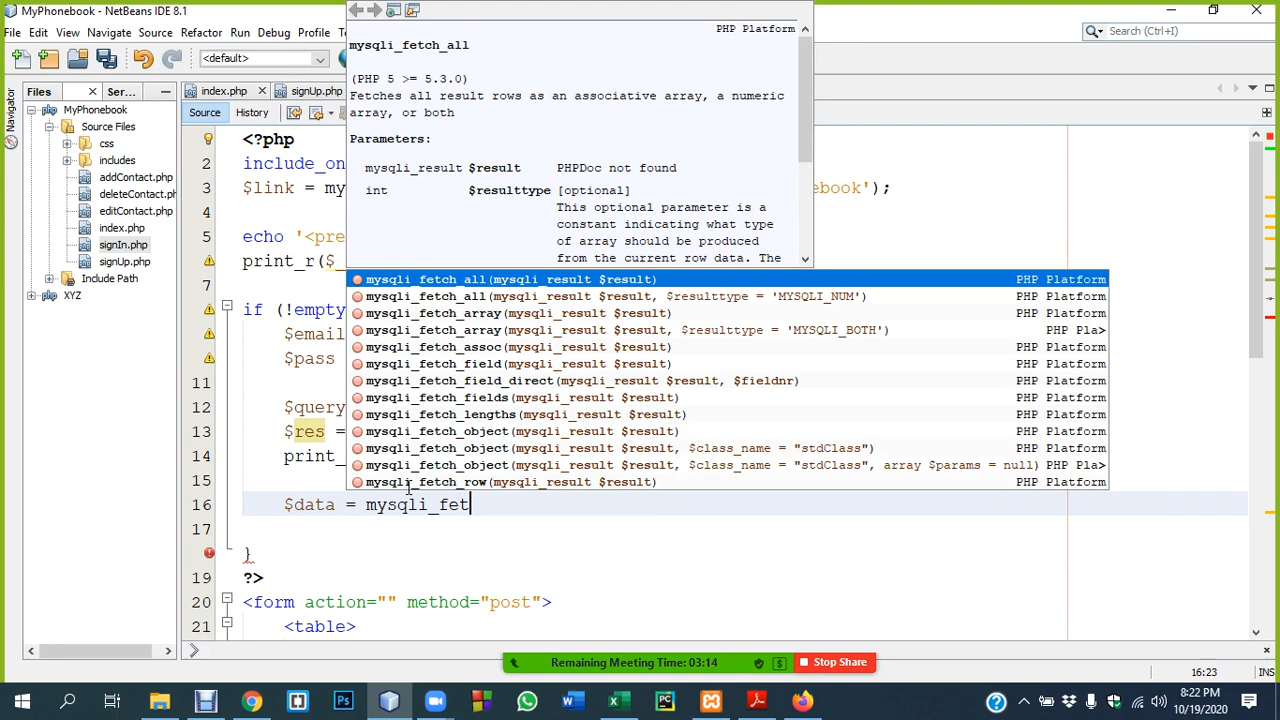 MyPhonebook - NetBeans IDE 8.1
File Edit View Navigate Source Refactor Run Debug Profile
Search (Ctrl+I)
<default>
Files Ser...
index.php signUp.php
Navigator
Source History
MyPhonebook
Source Files
css
includes
addContact.php
deleteContact.ph
editContact.php
index.php
signIn.php
signUp.php
Include Path
XYZ
PHP Platform
mysqli_fetch_all
(PHP 5 >= 5.3.0)
Fetches all result rows as an associative array, a numeric
array, or both
Parameters:
mysqli_result $result PHPDoc not found
int $resulttype [optional]
This optional parameter is a
constant indicating what type
of array should be produced
from the current row data. The
<?php
2 include_on
3 $link = my ebook');
4
5 echo '<pre
print_r($_
7
if (!empty
$email
$pass
11
12 $query
13 $res =
14 print_
15
16 $data = mysqli_fet
17
}
19 ?>
20 <form action="" method="post">
21 <table>
mysqli_fetch_all(mysqli_result $result) PHP Platform
mysqli_fetch_all(mysqli_result $result, $resulttype = 'MYSQLI_NUM') PHP Platform
mysqli_fetch_array(mysqli_result $result) PHP Platform
mysqli_fetch_array(mysqli_result $result, $resulttype = 'MYSQLI_BOTH') PHP Pla>
mysqli_fetch_assoc(mysqli_result $result) PHP Platform
mysqli_fetch_field(mysqli_result $result) PHP Platform
mysqli_fetch_field_direct(mysqli_result $result, $fieldnr) PHP Platform
mysqli_fetch_fields(mysqli_result $result) PHP Platform
mysqli_fetch_lengths(mysqli_result $result) PHP Platform
mysqli_fetch_object(mysqli_result $result) PHP Platform
mysqli_fetch_object(mysqli_result $result, $class_name = "stdClass") PHP Platform
mysqli_fetch_object(mysqli_result $result, $class_name = "stdClass", array $params = null) PHP Pla>
mysqli_fetch_row(mysqli_result $result) PHP Platform
Remaining Meeting Time: 03:14 Stop Share
16:23
8:22 PM
10/19/2020